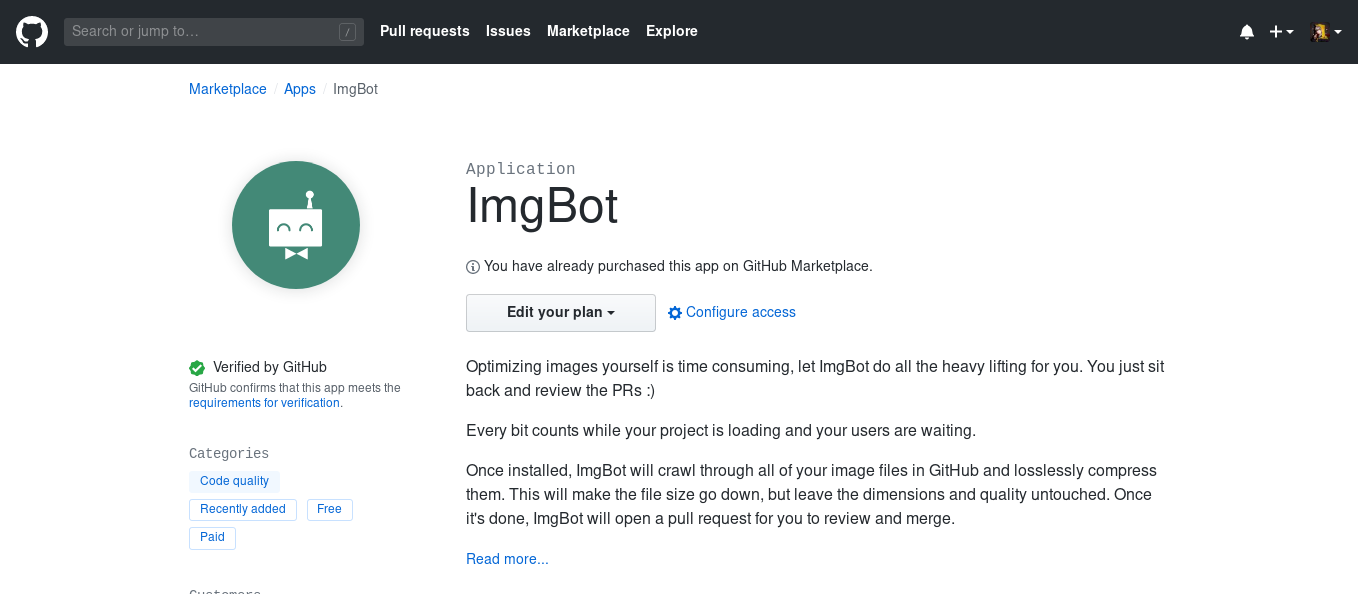 Search or jump to… /
Pull requests
Issues
Marketplace
Explore
Marketplace / Apps / ImgBot
Application
ImgBot
You have already purchased this app on GitHub Marketplace.
Edit your plan
Configure access
Verified by GitHub
GitHub confirms that this app meets the
requirements for verification.
Categories
Code quality
Recently added
Free
Paid
Customers
Optimizing images yourself is time consuming, let ImgBot do all the heavy lifting for you. You just sit
back and review the PRs :)
Every bit counts while your project is loading and your users are waiting.
Once installed, ImgBot will crawl through all of your image files in GitHub and losslessly compress
them. This will make the file size go down, but leave the dimensions and quality untouched. Once
it's done, ImgBot will open a pull request for you to review and merge.
Read more...